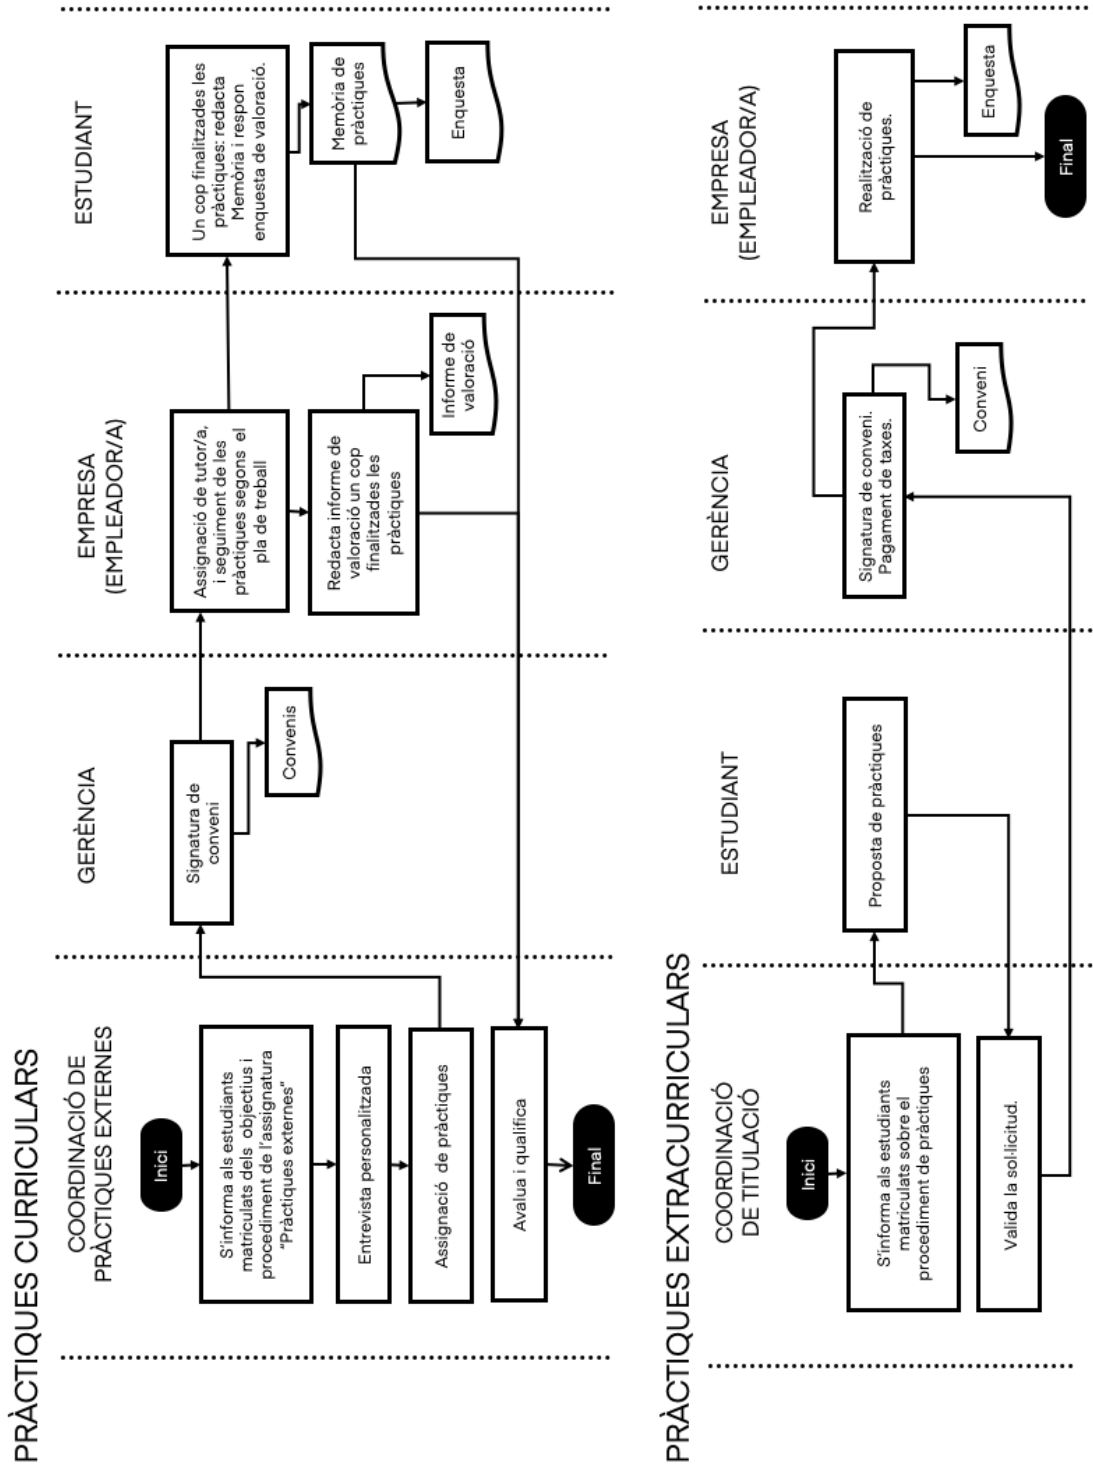 PRÀCTIQUES CURRICULARS
COORDINACIÓ DE
PRÀCTIQUES EXTERNES
GERÈNCIA
EMPRESA
(EMPLEADOR/A)
ESTUDIANT
Inici
S'informa als estudiants
matriculats dels objectius i
procediment de l'assignatura
"Pràctiques externes"
Entrevista personalitzada
Assignació de pràctiques
Avalua i qualifica
Final
Signatura de
conveni
Convenis
Assignació de tutor/a,
i seguiment de les
pràctiques segons el
pla de treball
Redacta informe de
valoració un cop
finalitzades les
pràctiques
Informe de
valoració
Un cop finalitzades les
pràctiques: redacta
Memòria i respon
enquesta de valoració.
Memòria de
pràctiques
Enquesta
PRÀCTIQUES EXTRACURRICULARS
COORDINACIÓ
DE TITULACIÓ
ESTUDIANT
GERÈNCIA
EMPRESA
(EMPLEADOR/A)
Inici
S'informa als estudiants
matriculats sobre el
procediment de pràctiques
Valida la sol·licitud.
Proposta de pràctiques
Signatura de conveni.
Pagament de taxes.
Conveni
Realització de
pràctiques.
Enquesta
Final